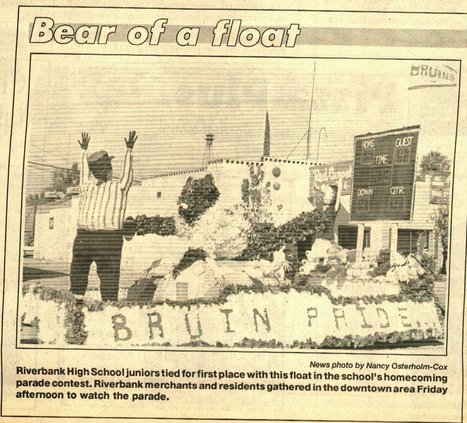 Bear of a float
BRUINS
HOME GUEST
TIME
DOWN QTR
BRUIN PRIDE
News photo by Nancy Osterholm-Cox
Riverbank High School juniors tied for first place with this float in the school's homecoming
parade contest. Riverbank merchants and residents gathered in the downtown area Friday
afternoon to watch the parade.